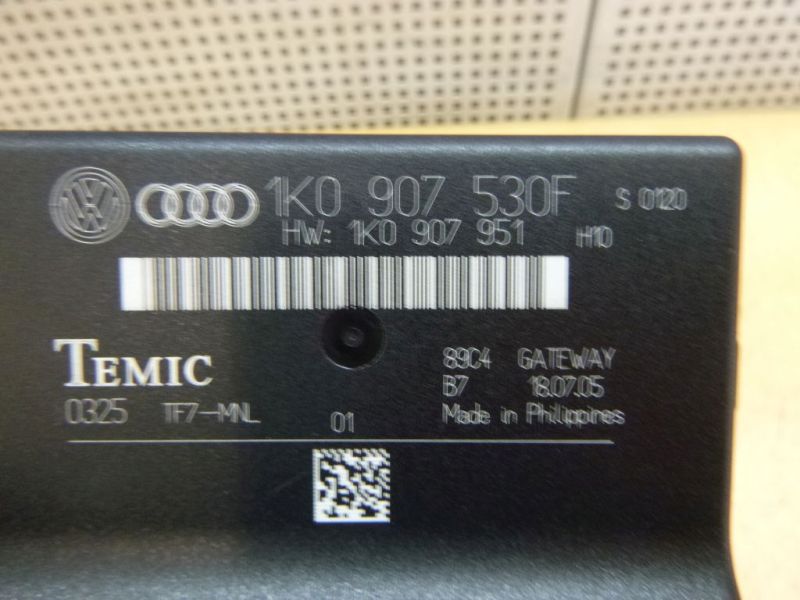 1K0 907 530F S 0120
HW: 1K0 907 951 H10
TEMIC
89C4 GATEWAY
B7 18.07.05
0325 TF7-MNL 01 Made in Philippines